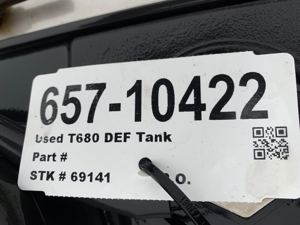 657-10422
Used T680 DEF Tank
Part #
STK # 69141 .O.